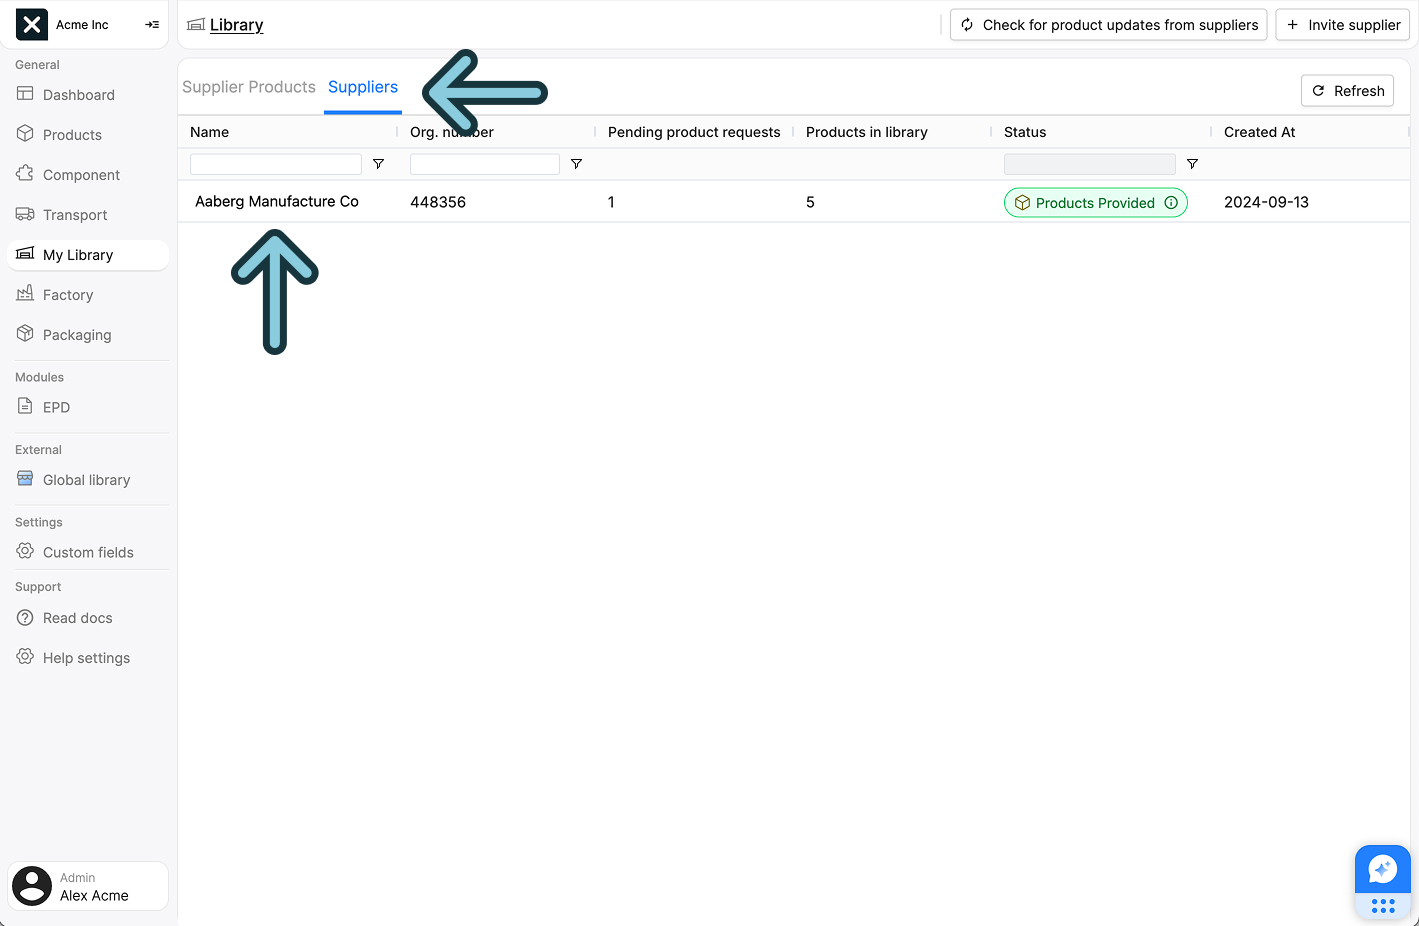 Acme Inc
Library
Check for product updates from suppliers
+ Invite supplier
General
Dashboard
Products
Component
Transport
My Library
Factory
Packaging
Modules
EPD
External
Global library
Settings
Custom fields
Support
Read docs
Help settings
Admin
Alex Acme
Supplier Products Suppliers
Refresh
Name Org. number Pending product requests Products in library Status Created At
Aaberg Manufacture Co 448356 1 5 Products Provided 2024-09-13